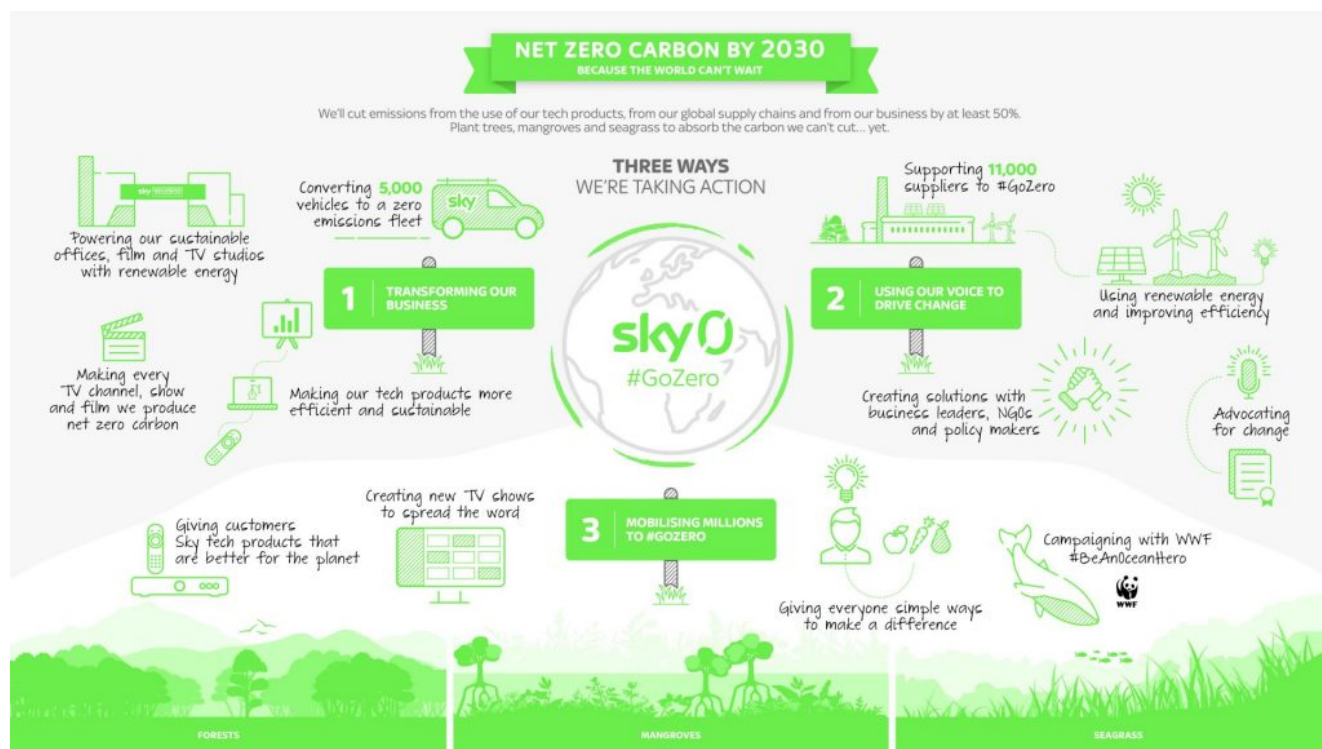 NET ZERO CARBON BY 2030
BECAUSE THE WORLD CAN'T WAIT
We'll cut emissions from the use of our tech products, from our global supply chains and from our business by at least 50%.
Plant trees, mangroves and seagrass to absorb the carbon we can't cut... yet.
THREE WAYS
WE'RE TAKING ACTION
sky
Powering our sustainable
offices, film and TV studios
with renewable energy
Converting 5,000
vehicles to a zero
emissions fleet
sky
1
TRANSFORMING OUR
BUSINESS
Making every
TV channel, show
and film we produce
net zero carbon
Making our tech products more
efficient and sustainable
sky 0
#GoZero
Supporting 11,000
suppliers to #GoZero
2
USING OUR VOICE TO
DRIVE CHANGE
Using renewable energy
and improving efficiency
Creating solutions with
business leaders, NGOs
and policy makers
Advocating
for change
3
MOBILISING MILLIONS
TO #GOZERO
Giving customers
Sky tech products that
are better for the planet
Creating new TV shows
to spread the word
Giving everyone simple ways
to make a difference
Campaigning with WWF
#BeAnOceanHero
WWF
FORESTS
MANGROVES
SEAGRASS